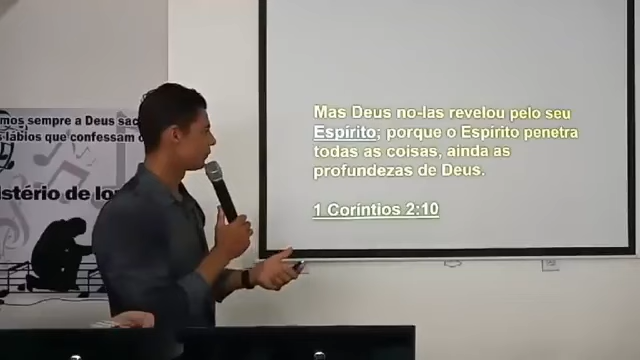 mos sempre a Deus sac
s lábios que confessam
istério de lo
Mas Deus no-las revelou pelo seu
Espírito; porque o Espírito penetra
todas as coisas, ainda as
profundezas de Deus.
1 Coríntios 2:10